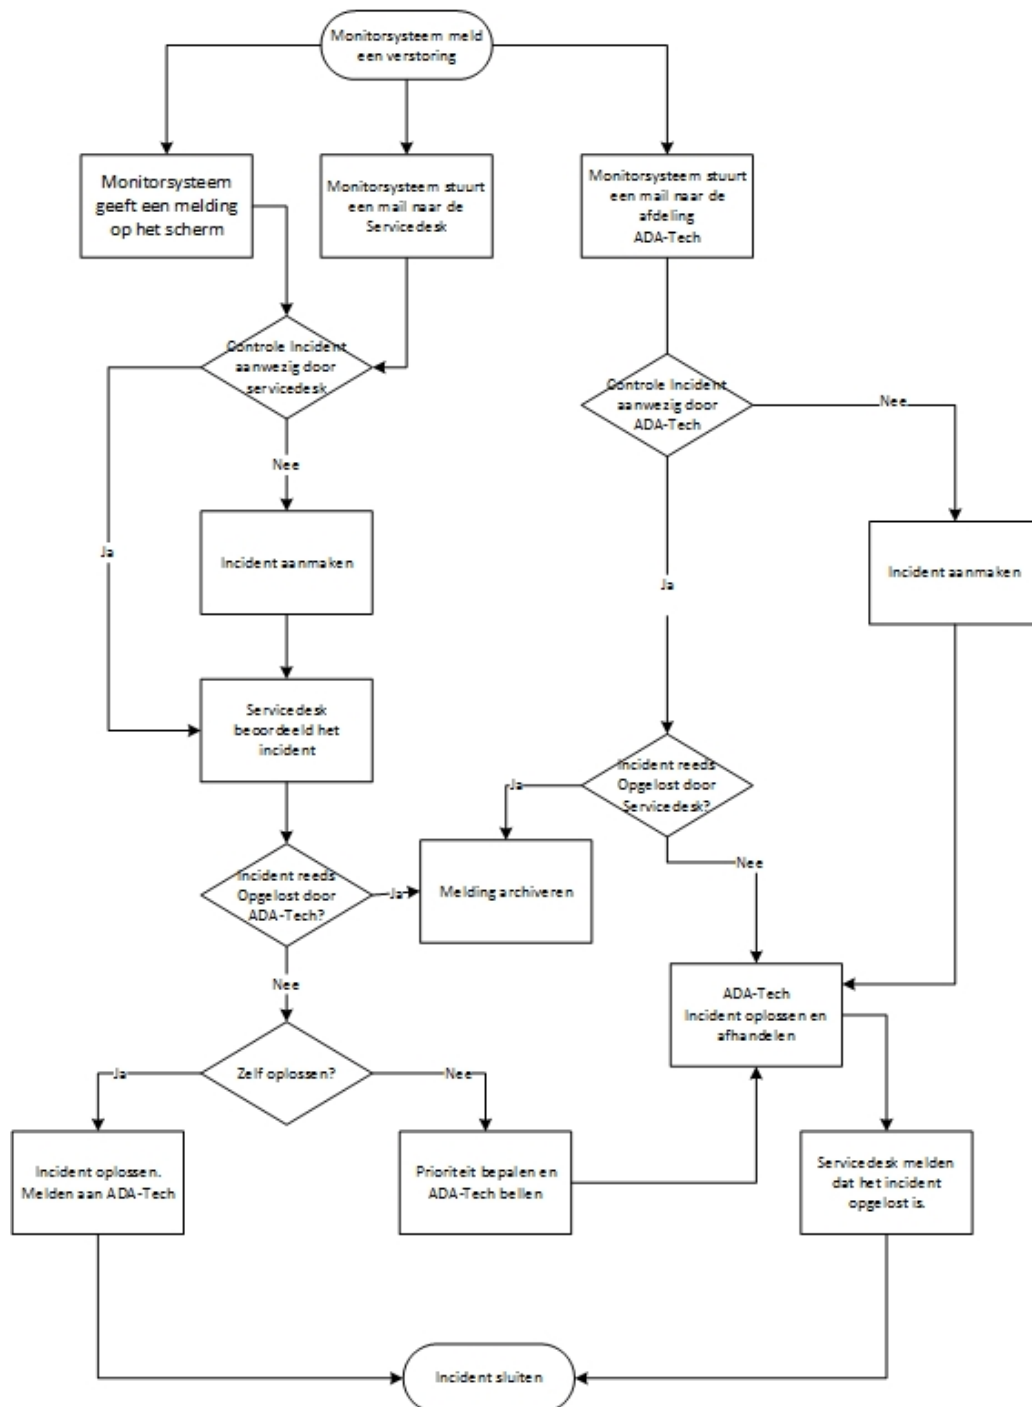 Monitorsysteem meld
een verstoring
Monitorsysteem
geeft een melding
op het scherm
Monitorsysteem stuurt
een mail naar de
Servicedesk
Monitorsysteem stuurt
een mail naar de
afdeling
ADA-Tech
Controle Incident
aanwezig door
servicedesk
Controle Incident
aanwezig door
ADA-Tech
Nee
Nee
Ja
Incident aanmaken
Ja
Incident aanmaken
Servicedesk
beoordeeld het
incident
Incident reeds
Opgelost door
Servicedesk?
Ja
Nee
Incident reeds
Opgelost door
ADA-Tech?
Ja
Melding archiveren
Nee
ADA-Tech
Incident oplossen en
afhandelen
Zelf oplossen?
Ja
Nee
Incident oplossen.
Melden aan ADA-Tech
Prioriteit bepalen en
ADA-Tech bellen
Servicedesk melden
dat het incident
opgelost is.
Incident sluiten